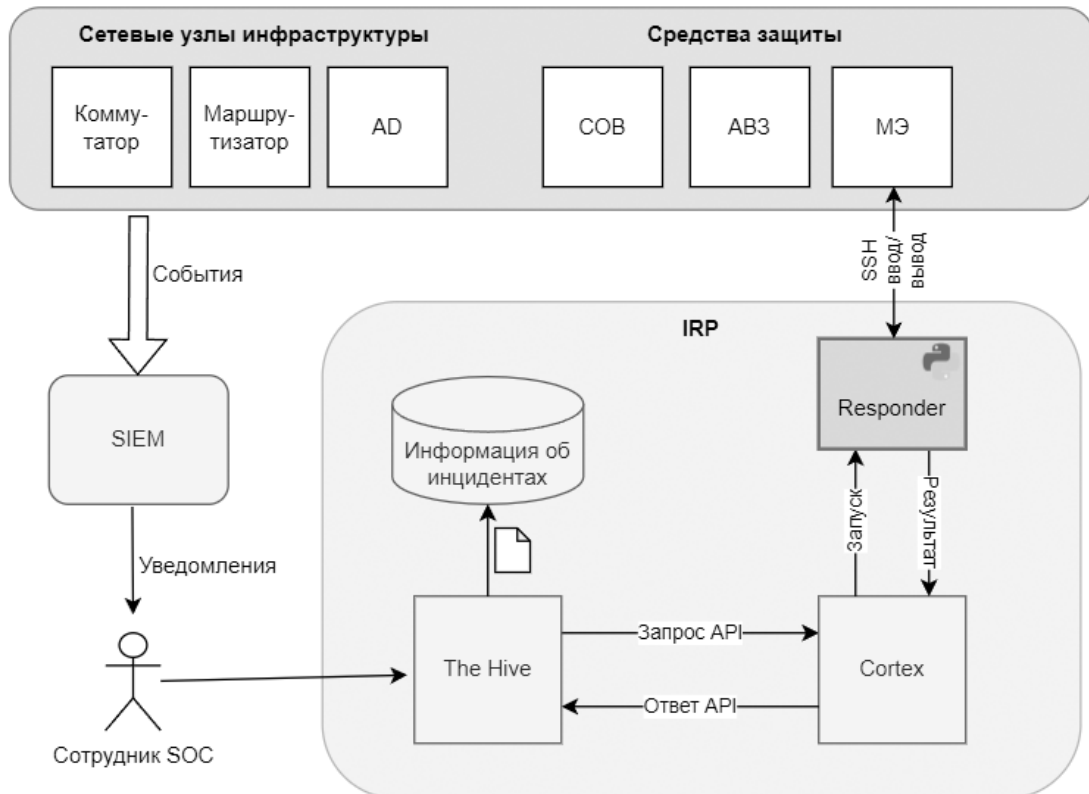 Сетевые узлы инфраструктуры
Средства защиты
Комму-
татор
Маршру-
тизатор
AD
СОВ
АВЗ
МЭ
События
SSH
ввод/
вывод
IRP
SIEM
Информация об
инцидентах
Responder
Запуск
Результат
Уведомления
The Hive
Запрос API
Ответ API
Cortex
Сотрудник SOC